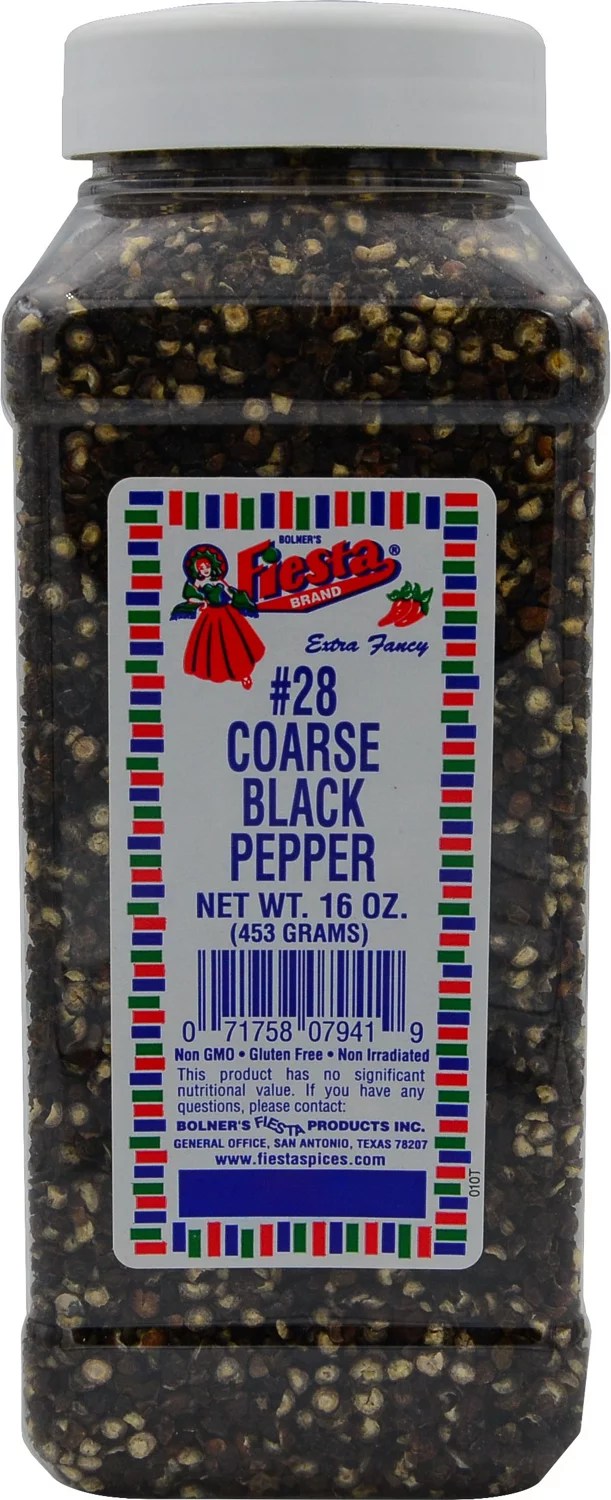 BOLNER'S
Fiesta®
BRAND
Extra Fancy
#28
COARSE
BLACK
PEPPER
NET WT. 16 OZ.
(453 GRAMS)
0 71758 07941 9
Non GMO • Gluten Free • Non Irradiated
This product has no significant
nutritional value. If you have any
questions, please contact:
BOLNER'S FIESTA PRODUCTS INC.
GENERAL OFFICE, SAN ANTONIO, TEXAS 78207
www.fiestaspices.com
010T